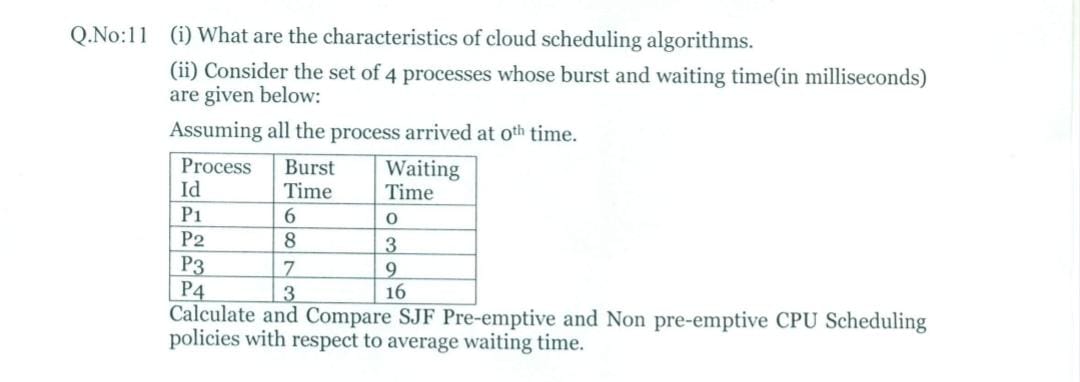 Q.No:11 (i) What are the characteristics of cloud scheduling algorithms.
(ii) Consider the set of 4 processes whose burst and waiting time(in milliseconds)
are given below:
Assuming all the process arrived at 0th time.
Process Id Burst Time Waiting Time
P1 6 0
P2 8 3
P3 7 9
P4 3 16
Calculate and Compare SJF Pre-emptive and Non pre-emptive CPU Scheduling
policies with respect to average waiting time.